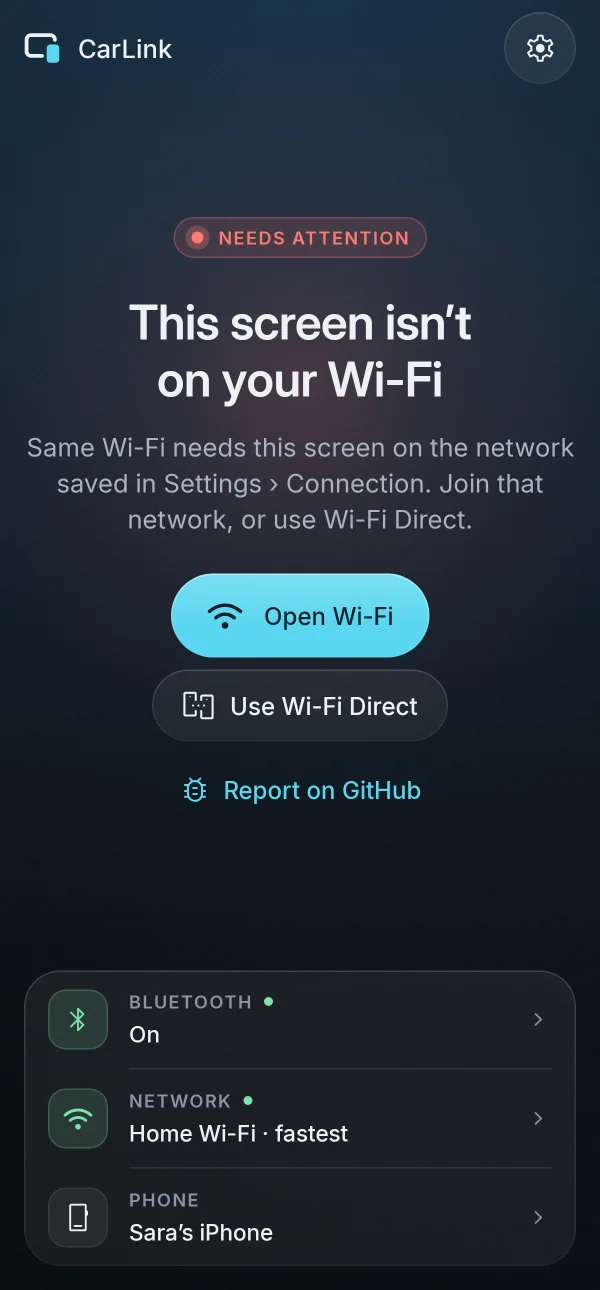 CarLink
NEEDS ATTENTION
This screen isn’t
on your Wi-Fi
Same Wi-Fi needs this screen on the network
saved in Settings › Connection. Join that
network, or use Wi-Fi Direct.
Open Wi-Fi
Use Wi-Fi Direct
Report on GitHub
BLUETOOTH
On
NETWORK
Home Wi-Fi · fastest
PHONE
Sara’s iPhone